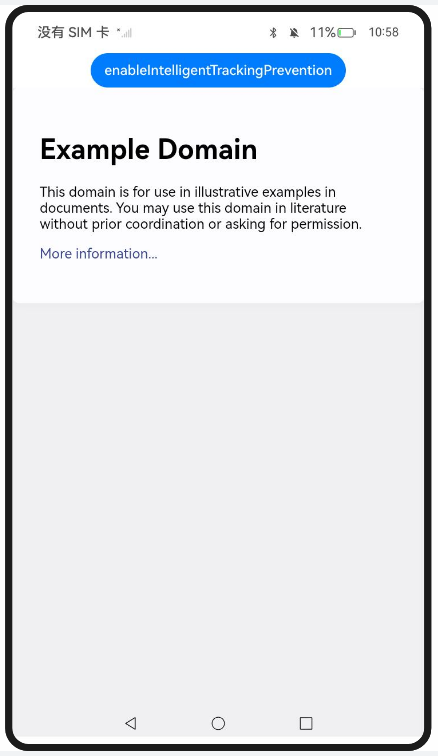 没有 SIM 卡 11% 10:58
enableIntelligentTrackingPrevention
Example Domain
This domain is for use in illustrative examples in
documents. You may use this domain in literature
without prior coordination or asking for permission.
More information...